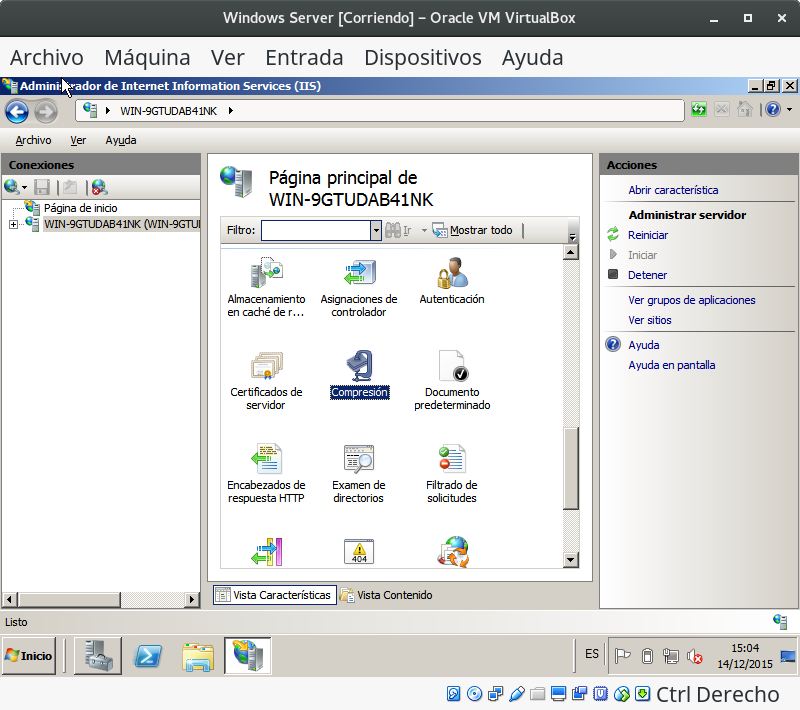 Windows Server [Corriendo] – Oracle VM VirtualBox
Archivo Máquina Ver Entrada Dispositivos Ayuda
Administrador de Internet Information Services (IIS)
WIN-9GTUDAB41NK
Archivo Ver Ayuda
Conexiones
Página de inicio
WIN-9GTUDAB41NK (WIN-9GTU
Página principal de
WIN-9GTUDAB41NK
Filtro: Ir Mostrar todo
Almacenamiento
en caché de r...
Asignaciones de
controlador
Autenticación
Certificados de
servidor
Compresión
Documento
predeterminado
Encabezados de
respuesta HTTP
Examen de
directorios
Filtrado de
solicitudes
404
Vista Características Vista Contenido
Acciones
Abrir característica
Administrar servidor
Reiniciar
Iniciar
Detener
Ver grupos de aplicaciones
Ver sitios
Ayuda
Ayuda en pantalla
Listo
Inicio
ES
15:04
14/12/2015
Ctrl Derecho